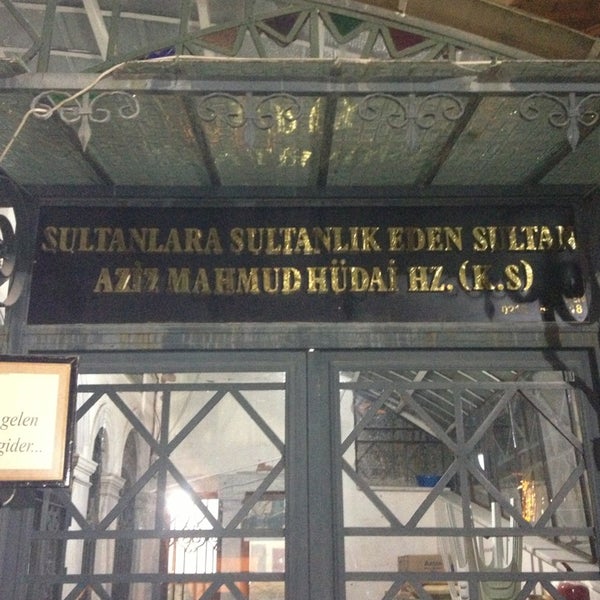 SULTANLARA SULTANLIK EDEN SULTAN
AZİZ MAHMUD HÜDAİ HZ. (K.S)
gelen
gider...